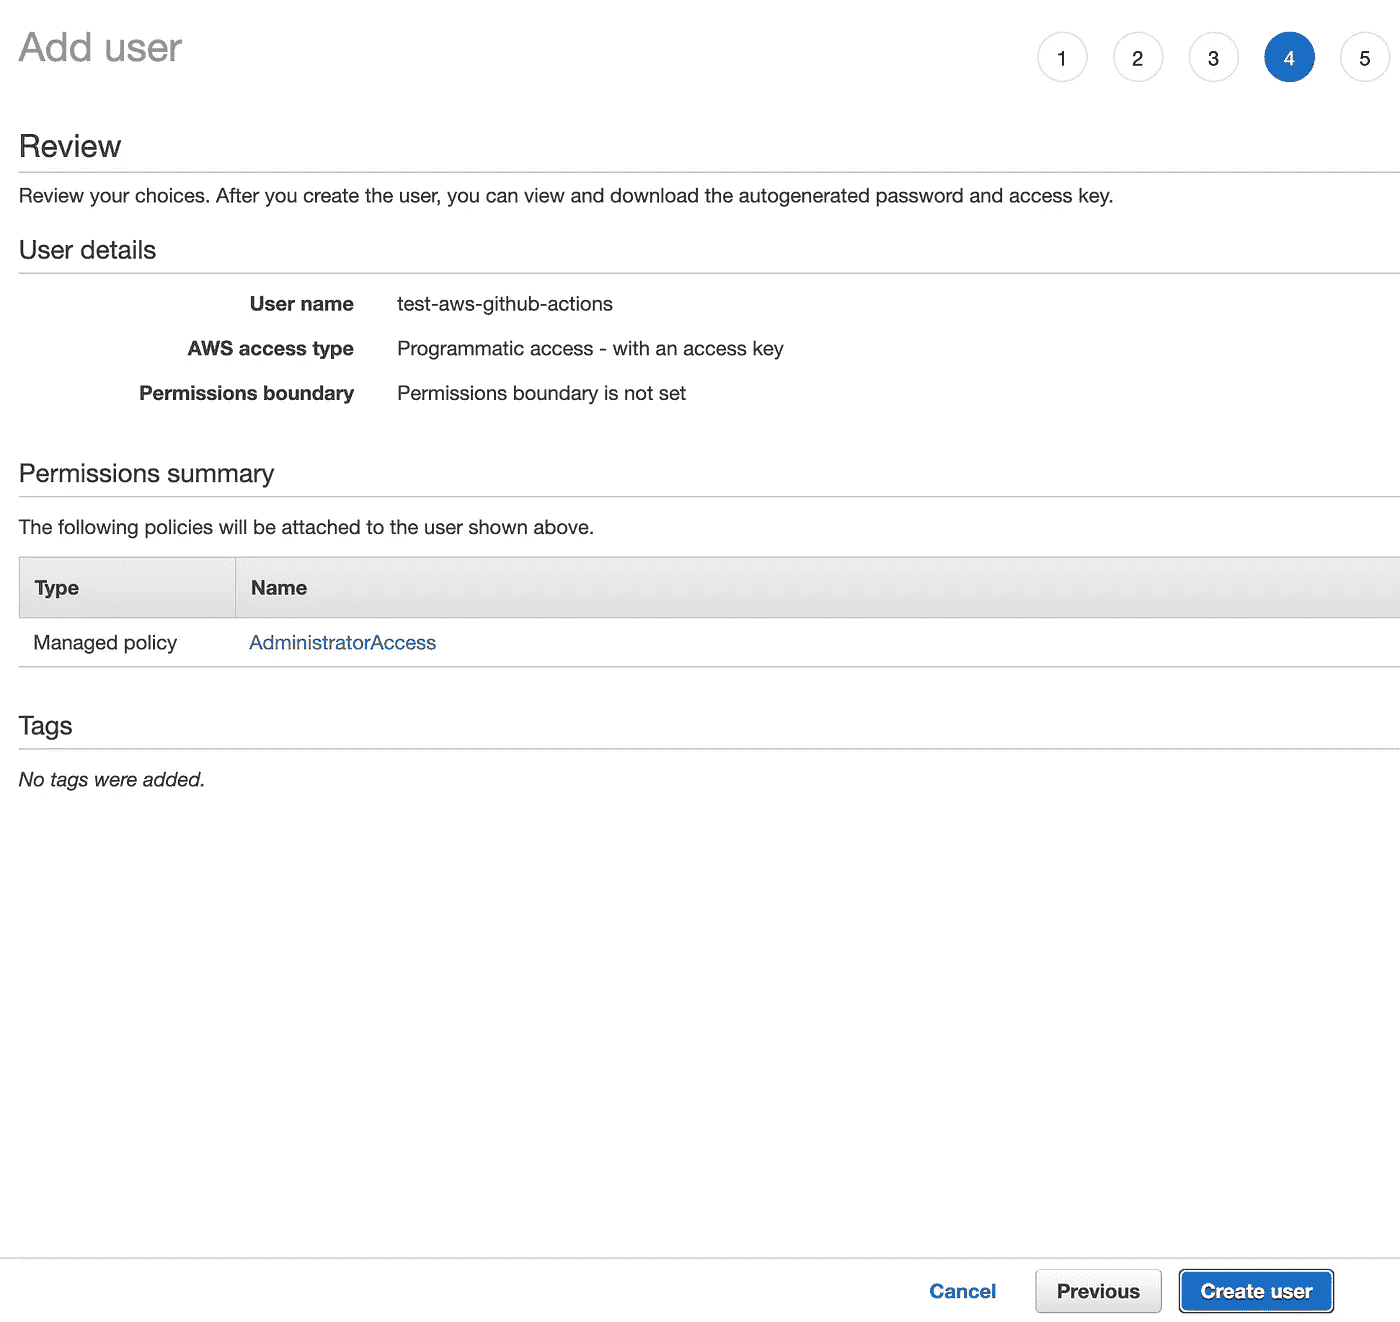 Add user
1 2 3 4 5
Review
Review your choices. After you create the user, you can view and download the autogenerated password and access key.
User details
User name test-aws-github-actions
AWS access type Programmatic access - with an access key
Permissions boundary Permissions boundary is not set
Permissions summary
The following policies will be attached to the user shown above.
Type Name
Managed policy AdministratorAccess
Tags
No tags were added.
Cancel Previous Create user